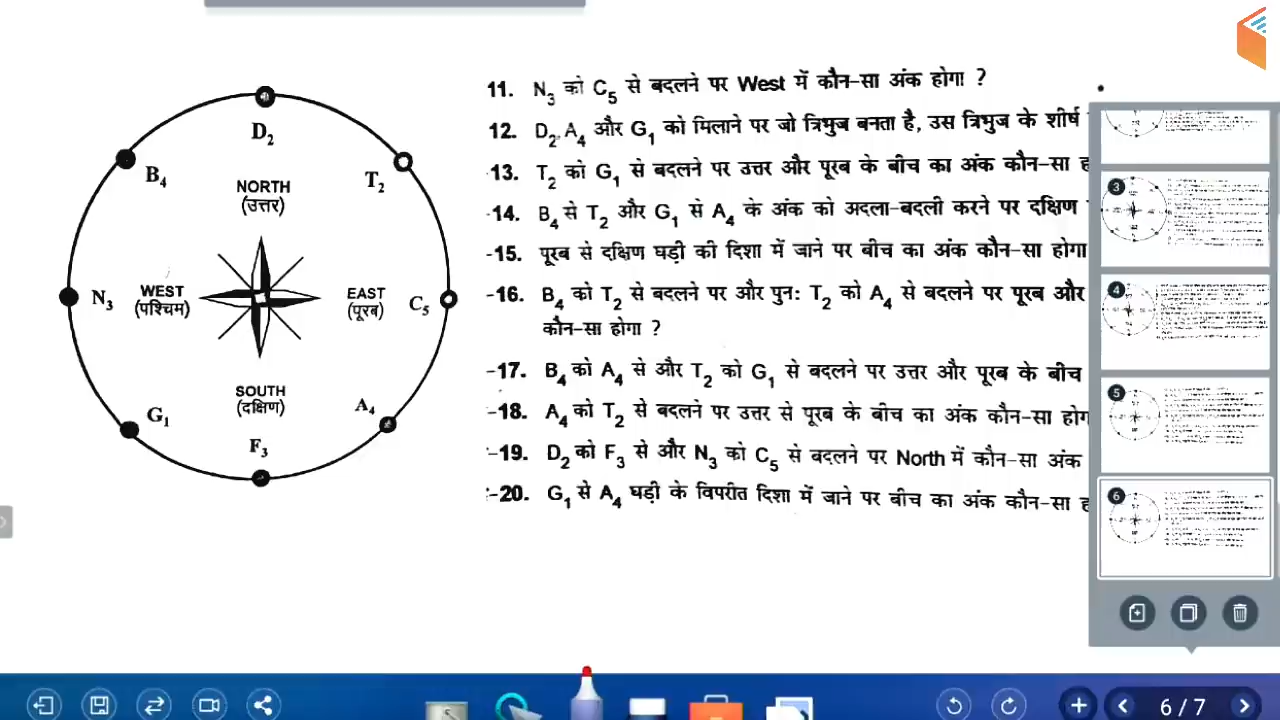 D2
B4
T2
NORTH
(उत्तर)
N3
WEST
(पश्चिम)
EAST
(पूरब)
C5
SOUTH
(दक्षिण)
G1
A4
F3
11. N3 को C5 से बदलने पर West में कौन-सा अंक होगा ?
12. D2, A4 और G1 को मिलाने पर जो त्रिभुज बनता है, उस त्रिभुज के शीर्ष
13. T2 को G1 से बदलने पर उत्तर और पूरब के बीच का अंक कौन-सा
-14. B4 से T2 और G1 से A4 के अंक को अदला-बदली करने पर दक्षिण
-15. पूरब से दक्षिण घड़ी की दिशा में जाने पर बीच का अंक कौन-सा होगा
-16. B4 को T2 से बदलने पर और पुनः T2 को A4 से बदलने पर पूरब और
कौन-सा होगा ?
-17. B4 को A4 से और T2 को G1 से बदलने पर उत्तर और पूरब के बीच
-18. A4 को T2 से बदलने पर उत्तर से पूरब के बीच का अंक कौन-सा
-19. D2 को F3 से और N3 को C5 से बदलने पर North में कौन-सा अंक
-20. G1 से A4 घड़ी के विपरीत दिशा में जाने पर बीच का अंक कौन-सा
3
4
5
6
6 / 7